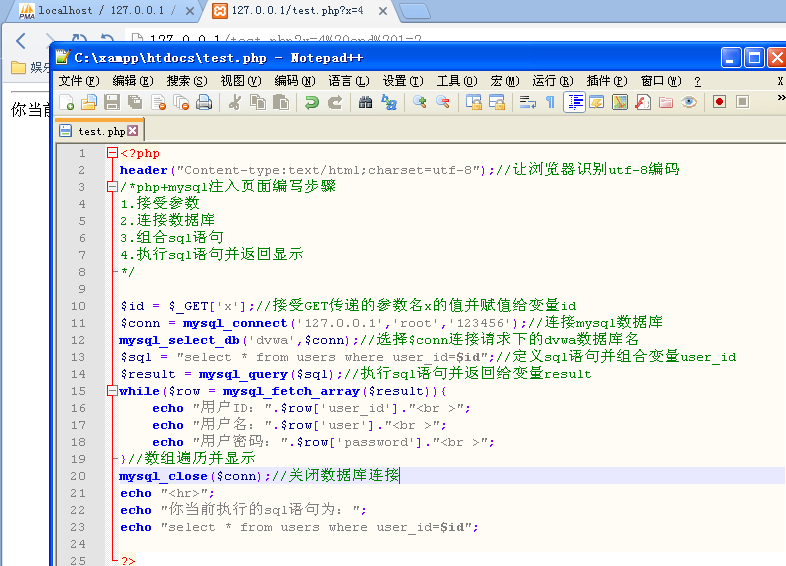 localhost / 127.0.0.1 /
127.0.0.1/test.php?x=4
127.0.0.1/test.php?x=4%20and%201=2
娱乐
你当前
C:\xampp\htdocs\test.php - Notepad++
文件(F) 编辑(E) 搜索(S) 视图(V) 编码(N) 语言(L) 设置(T) 工具(O) 宏(M) 运行(R) 插件(P) 窗口(W) ? X
test.php
1 <?php
2 header("Content-type:text/html;charset=utf-8");//让浏览器识别utf-8编码
3 /*php+mysql注入页面编写步骤
4 1.接受参数
5 2.连接数据库
6 3.组合sql语句
7 4.执行sql语句并返回显示
8 */
9
10 $id = $_GET['x'];//接受GET传递的参数名x的值并赋值给变量id
11 $conn = mysql_connect('127.0.0.1','root','123456');//连接mysql数据库
12 mysql_select_db('dvwa',$conn);//选择$conn连接请求下的dvwa数据库名
13 $sql = "select * from users where user_id=$id";//定义sql语句并组合变量user_id
14 $result = mysql_query($sql);//执行sql语句并返回给变量result
15 while($row = mysql_fetch_array($result)){
16 echo "用户ID: ".$row['user_id']."<br >";
17 echo "用户名: ".$row['user']."<br >";
18 echo "用户密码: ".$row['password']."<br >";
19 }//数组遍历并显示
20 mysql_close($conn);//关闭数据库连接
21 echo "<hr>";
22 echo "你当前执行的sql语句为: ";
23 echo "select * from users where user_id=$id";
24
25 ?>